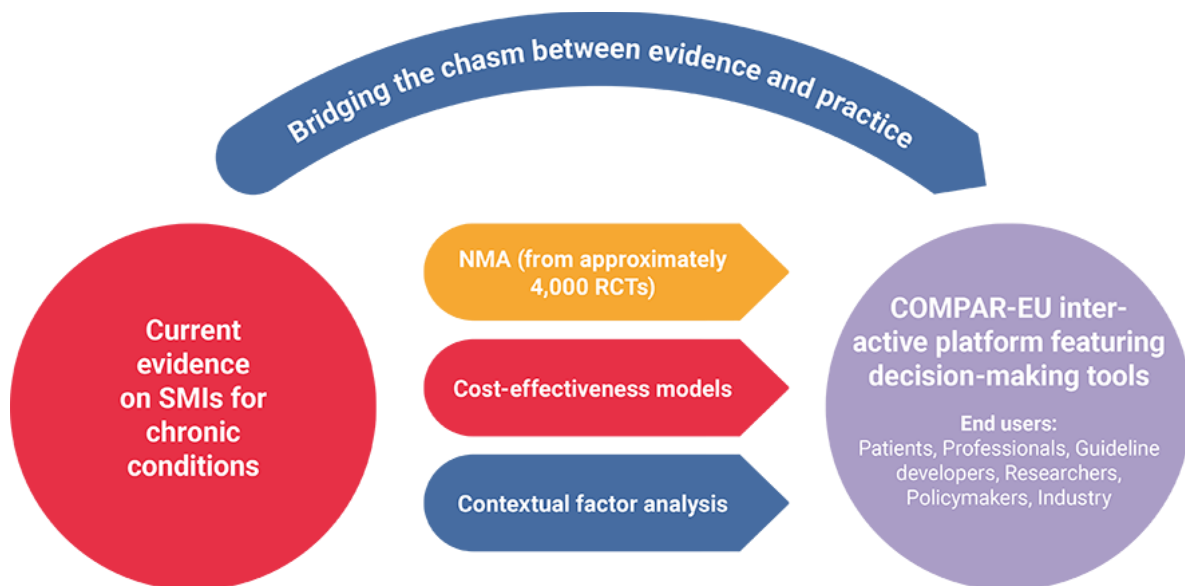 Bridging the chasm between evidence and practice
Current
evidence
on SMIs for
chronic
conditions
NMA (from approximately
4,000 RCTs)
Cost-effectiveness models
Contextual factor analysis
COMPAR-EU inter-
active platform featuring
decision-making tools
End users:
Patients, Professionals, Guideline
developers, Researchers,
Policymakers, Industry